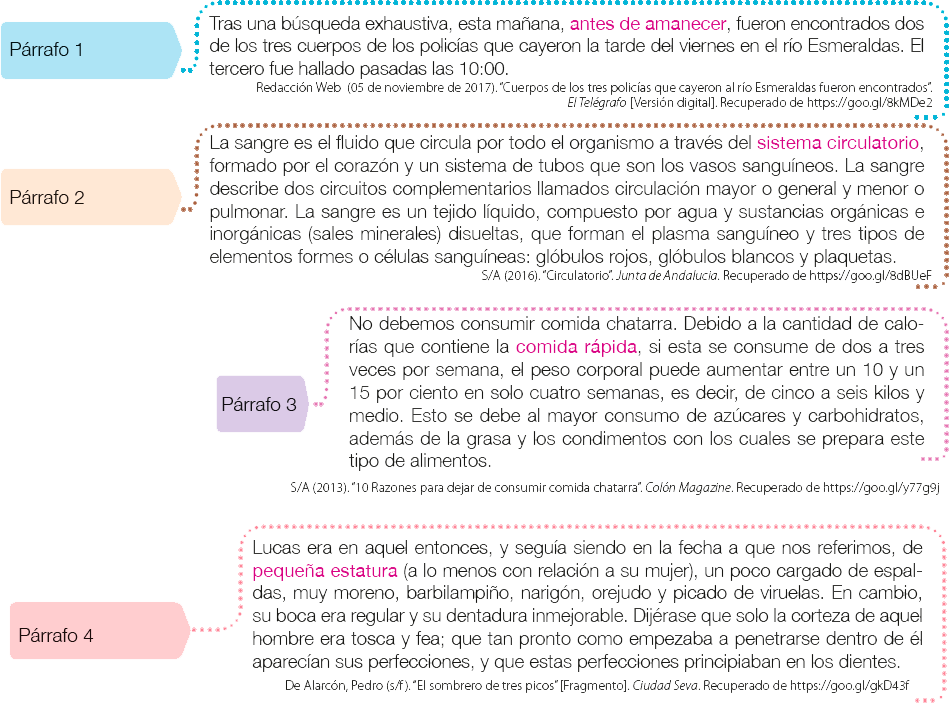 Párrafo 1
Tras una búsqueda exhaustiva, esta mañana, antes de amanecer, fueron encontrados dos
de los tres cuerpos de los policías que cayeron la tarde del viernes en el río Esmeraldas. El
tercero fue hallado pasadas las 10:00.
Redacción Web (05 de noviembre de 2017). “Cuerpos de los tres policías que cayeron al río Esmeraldas fueron encontrados”.
El Telégrafo [Versión digital]. Recuperado de https://goo.gl/8kMDe2
Párrafo 2
La sangre es el fluido que circula por todo el organismo a través del sistema circulatorio,
formado por el corazón y un sistema de tubos que son los vasos sanguíneos. La sangre
describe dos circuitos complementarios llamados circulación mayor o general y menor o
pulmonar. La sangre es un tejido líquido, compuesto por agua y sustancias orgánicas e
inorgánicas (sales minerales) disueltas, que forman el plasma sanguíneo y tres tipos de
elementos formes o células sanguíneas: glóbulos rojos, glóbulos blancos y plaquetas.
S/A (2016). “Circulatorio”. Junta de Andalucia. Recuperado de https://goo.gl/8dBUeF
Párrafo 3
No debemos consumir comida chatarra. Debido a la cantidad de calo-
rías que contiene la comida rápida, si esta se consume de dos a tres
veces por semana, el peso corporal puede aumentar entre un 10 y un
15 por ciento en solo cuatro semanas, es decir, de cinco a seis kilos y
medio. Esto se debe al mayor consumo de azúcares y carbohidratos,
además de la grasa y los condimentos con los cuales se prepara este
tipo de alimentos.
S/A (2013). “10 Razones para dejar de consumir comida chatarra”. Colón Magazine. Recuperado de https://goo.gl/y77g9j
Párrafo 4
Lucas era en aquel entonces, y seguía siendo en la fecha a que nos referimos, de
pequeña estatura (a lo menos con relación a su mujer), un poco cargado de espal-
das, muy moreno, barbilampiño, narigón, orejudo y picado de viruelas. En cambio,
su boca era regular y su dentadura inmejorable. Dijérase que solo la corteza de aquel
hombre era tosca y fea; que tan pronto como empezaba a penetrarse dentro de él
aparecían sus perfecciones, y que estas perfecciones principiaban en los dientes.
De Alarcón, Pedro (s/f). “El sombrero de tres picos” [Fragmento]. Ciudad Seva. Recuperado de https://goo.gl/gkD43f